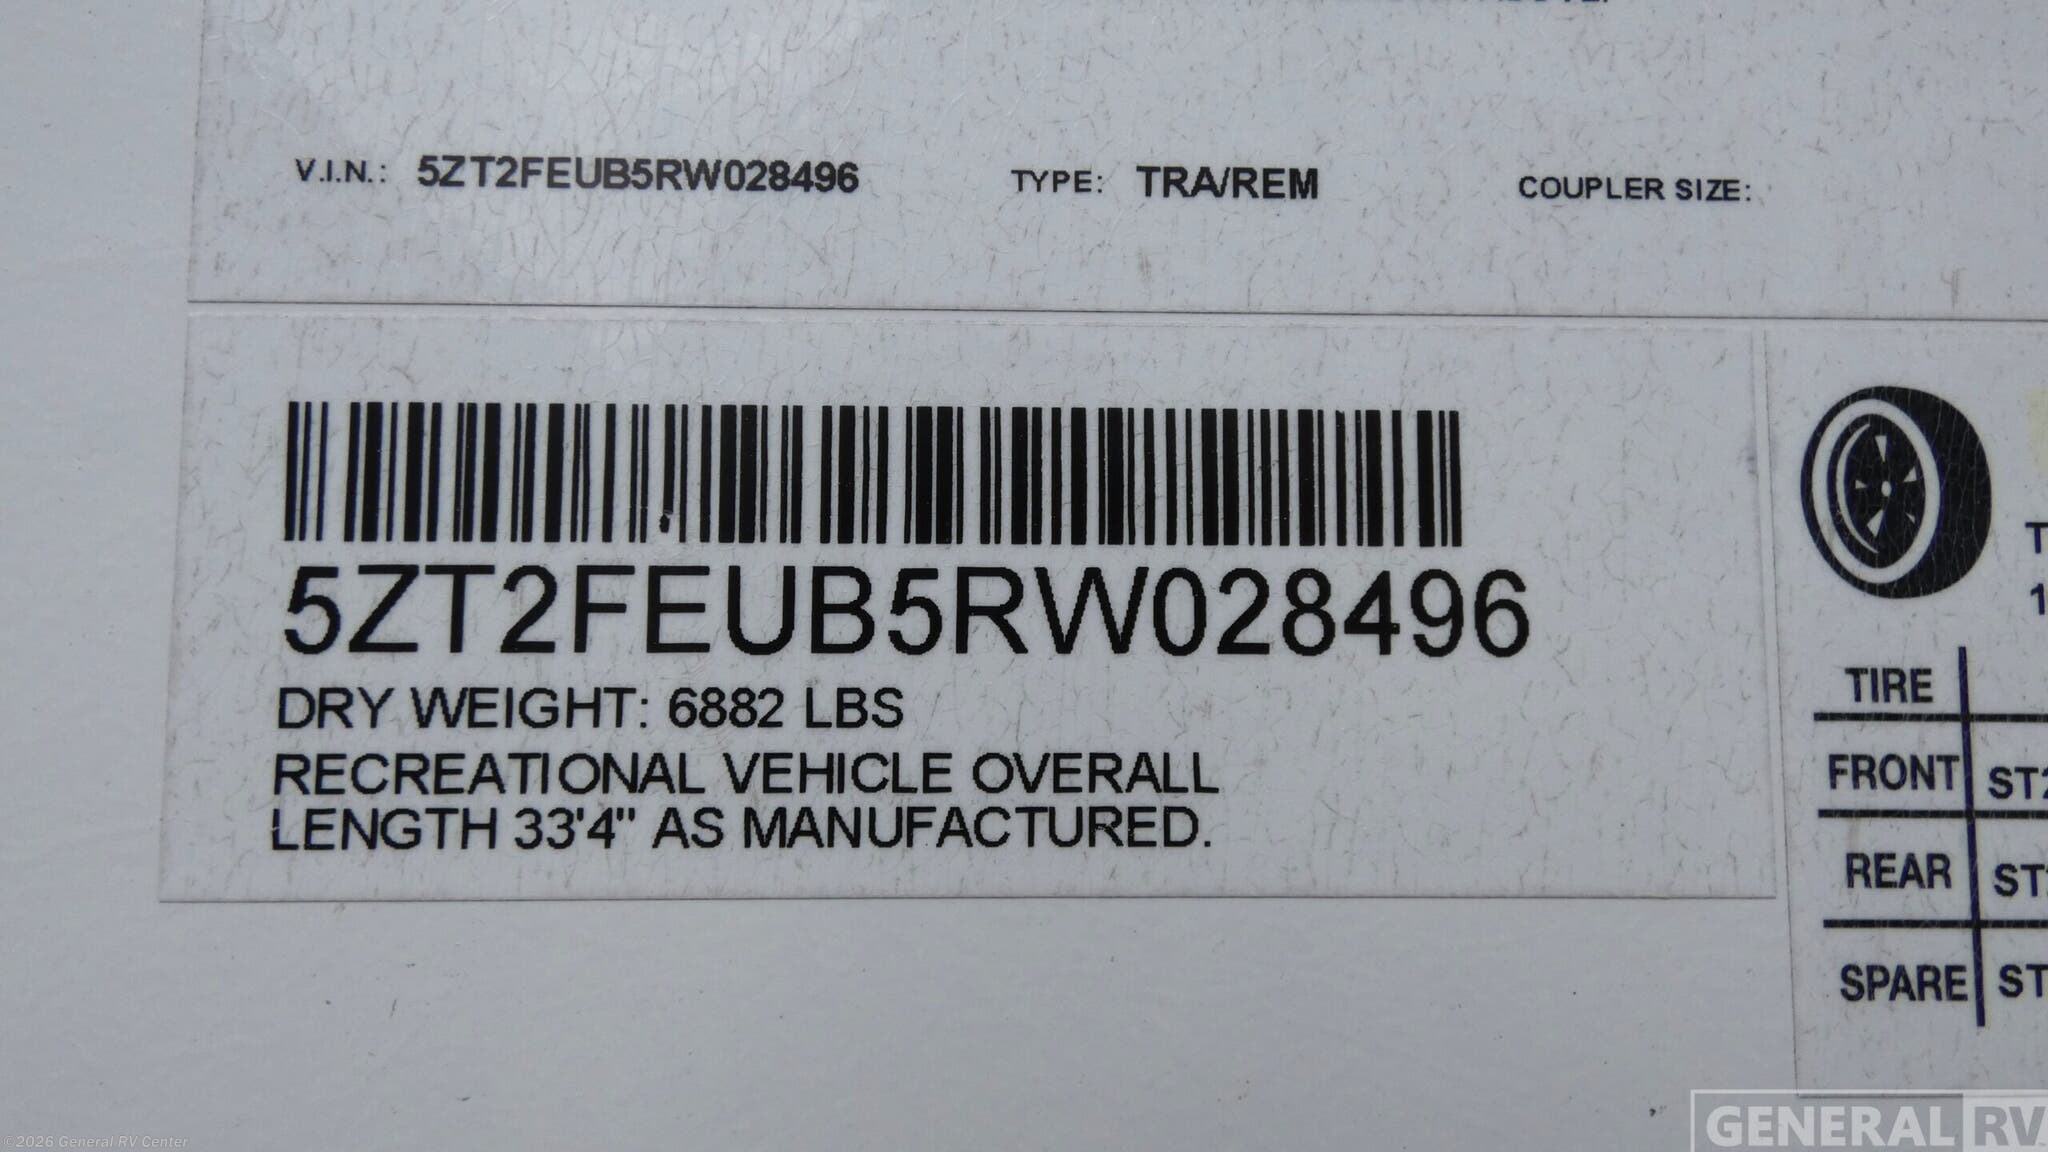 V.I.N.: 5ZT2FEUB5RW028496 TYPE: TRA/REM COUPLER SIZE:
5ZT2FEUB5RW028496
DRY WEIGHT: 6882 LBS
RECREATIONAL VEHICLE OVERALL
LENGTH 33'4" AS MANUFACTURED.
TIRE
FRONT
REAR
SPARE
GENERAL RV
©2026 General RV Center